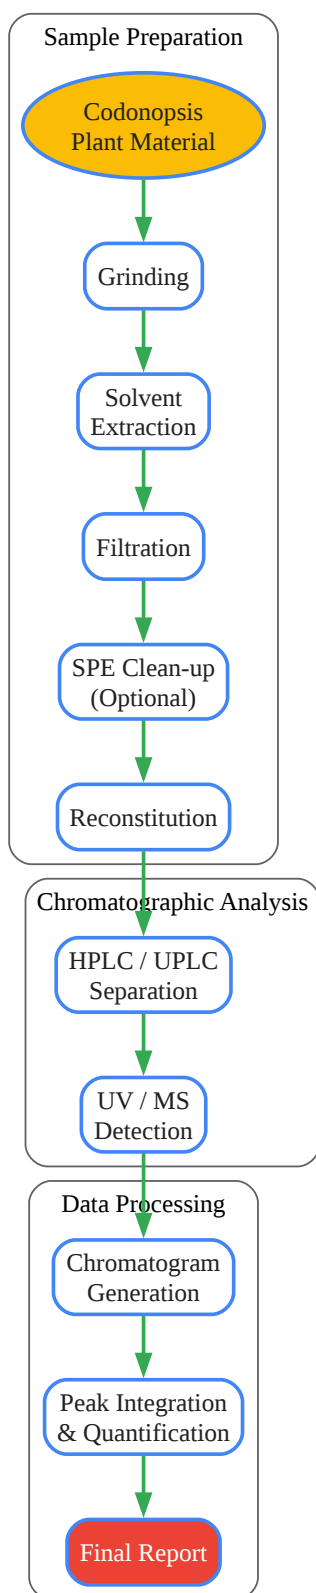 Sample Preparation
Codonopsis
Plant Material
Grinding
Solvent
Extraction
Filtration
SPE Clean-up
(Optional)
Reconstitution
Chromatographic Analysis
HPLC / UPLC
Separation
UV / MS
Detection
Data Processing
Chromatogram
Generation
Peak Integration
& Quantification
Final Report